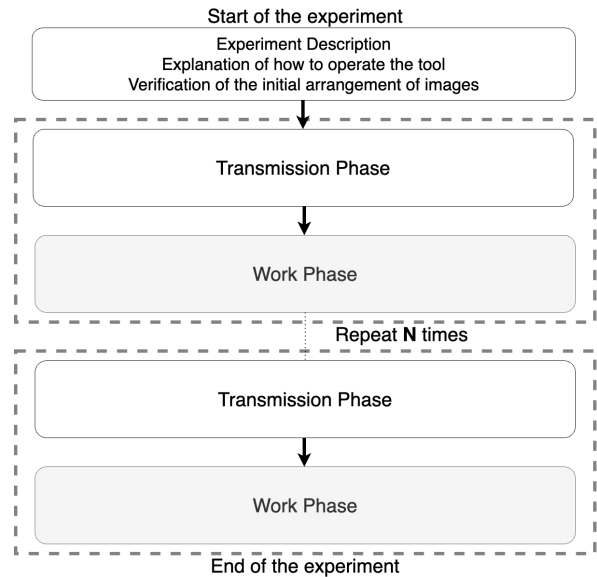 Start of the experiment
Experiment Description
Explanation of how to operate the tool
Verification of the initial arrangement of images
Transmission Phase
Work Phase
Repeat N times
Transmission Phase
Work Phase
End of the experiment